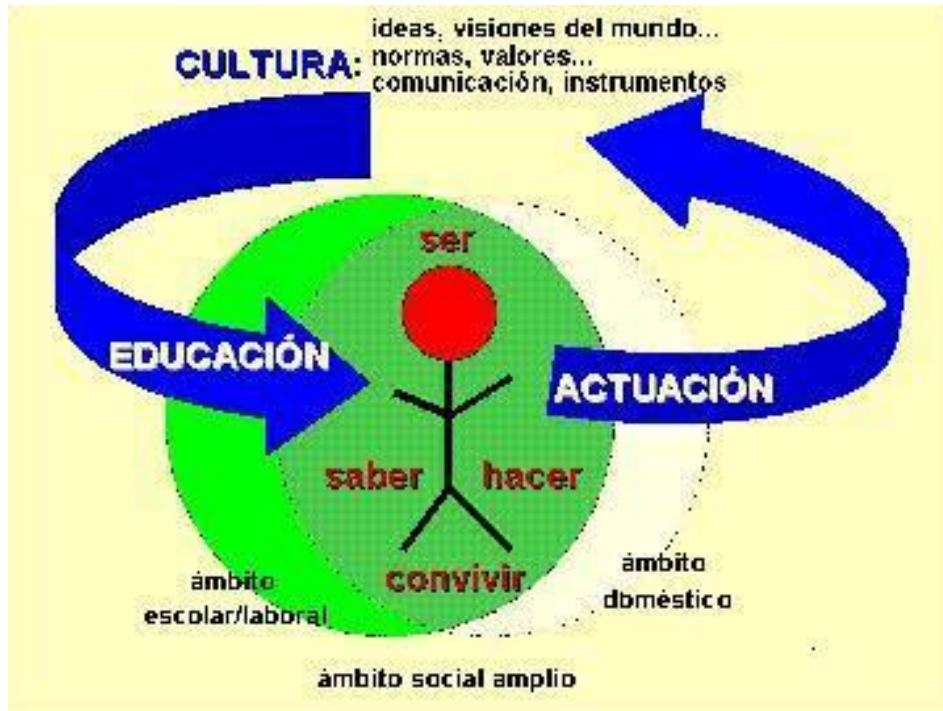 ideas, visiones del mundo...
CULTURA: normas, valores...
comunicación, instrumentos
ser
EDUCACIÓN
ACTUACIÓN
saber hacer
convivir
ámbito
escolar/laboral
ámbito
doméstico
ámbito social amplio